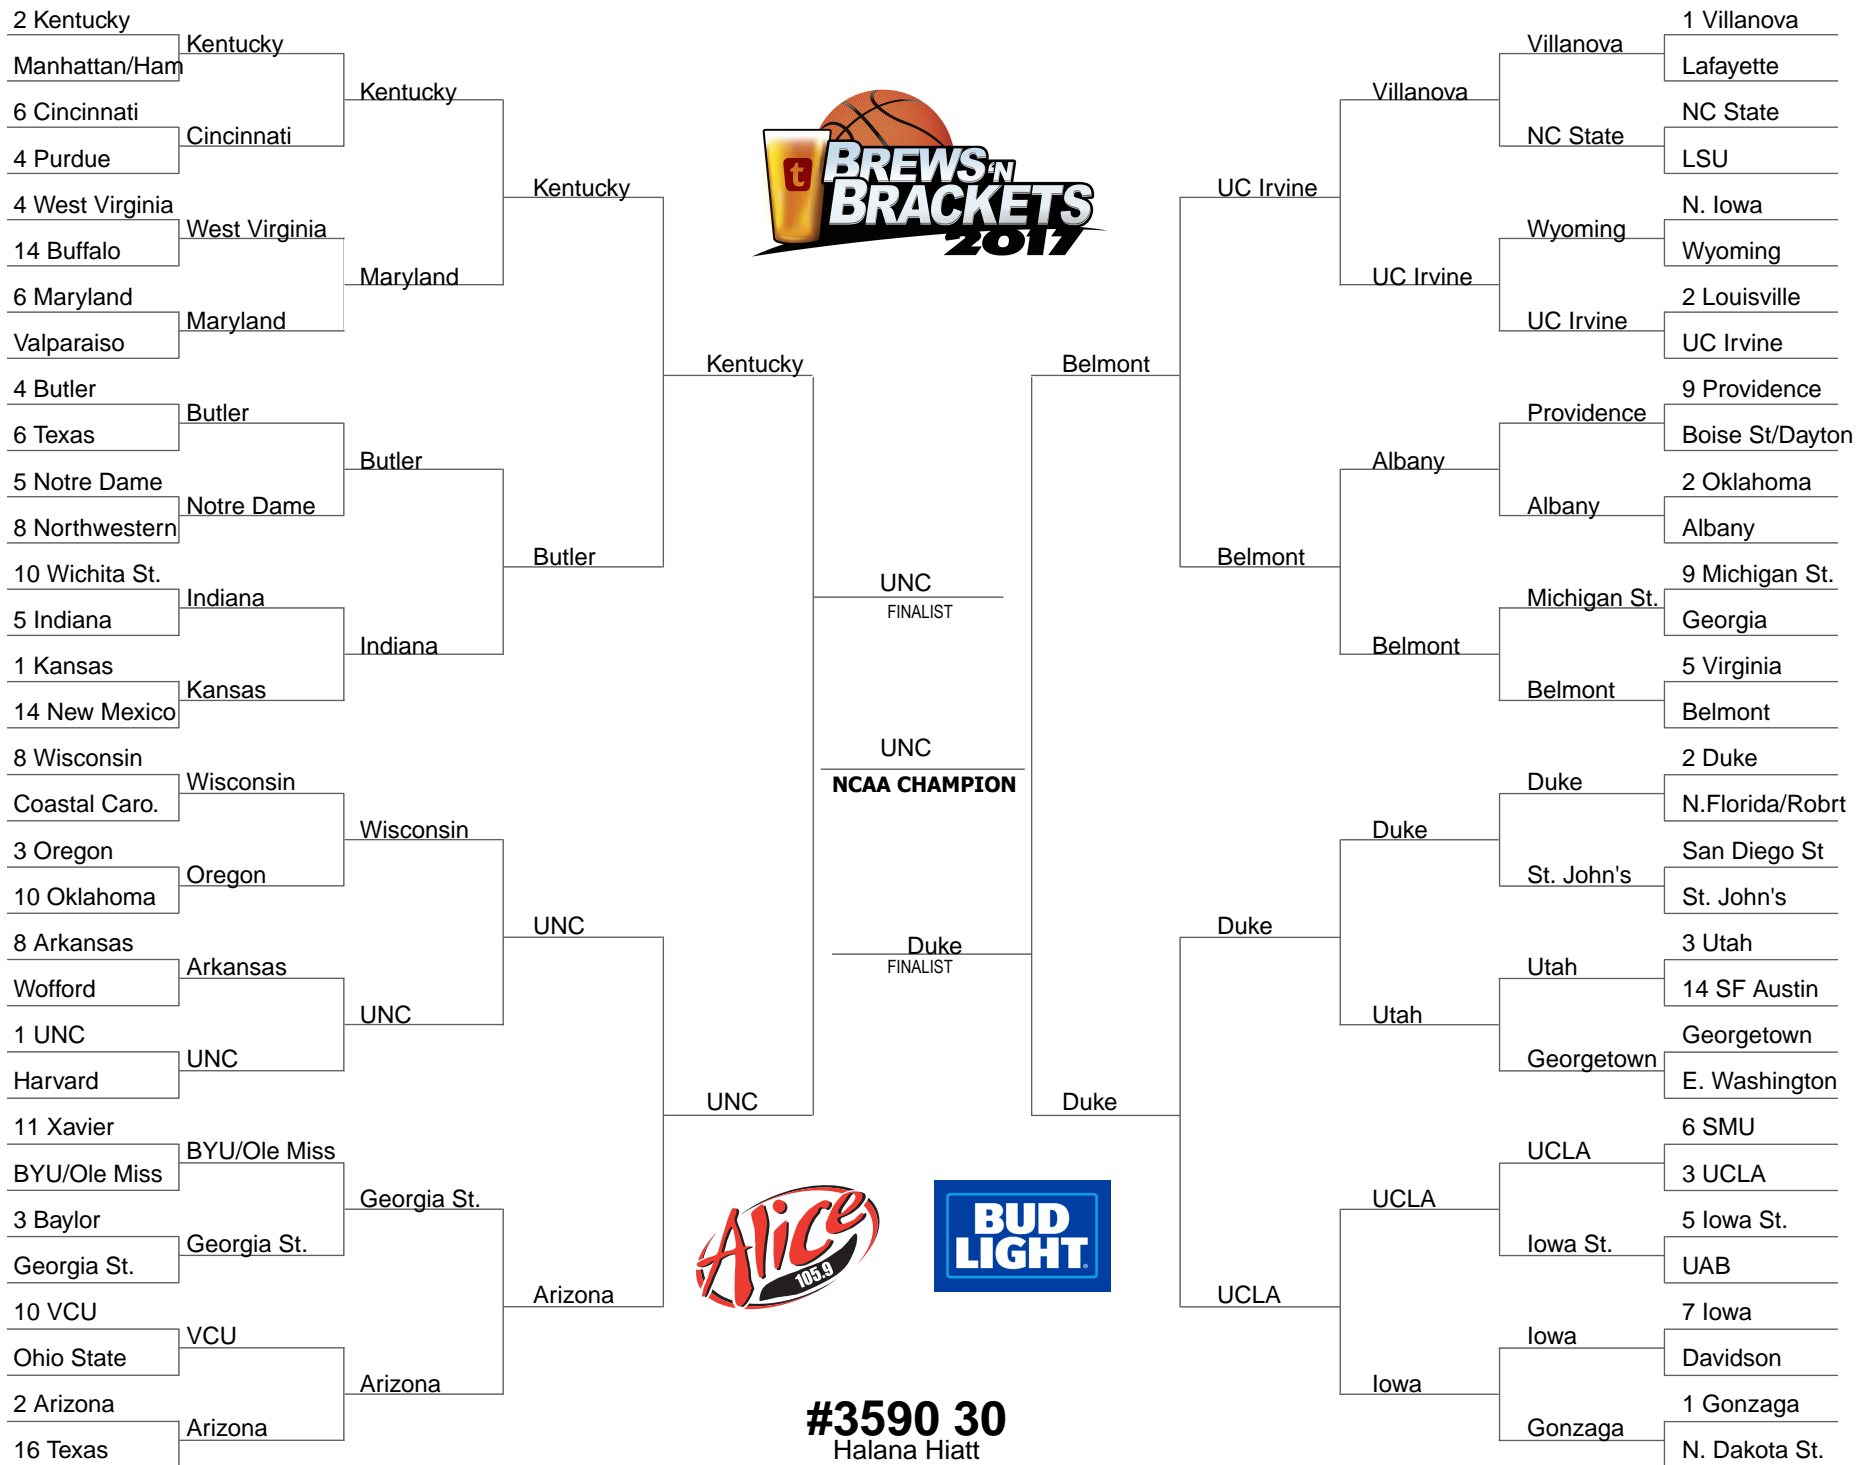 2 Kentucky
Manhattan/Ham
6 Cincinnati
4 Purdue
4 West Virginia
14 Buffalo
6 Maryland
Valparaiso
4 Butler
6 Texas
5 Notre Dame
8 Northwestern
10 Wichita St.
5 Indiana
1 Kansas
14 New Mexico
8 Wisconsin
Coastal Caro.
3 Oregon
10 Oklahoma
8 Arkansas
Wofford
1 UNC
Harvard
11 Xavier
BYU/Ole Miss
3 Baylor
Georgia St.
10 VCU
Ohio State
2 Arizona
16 Texas
Kentucky
Cincinnati
West Virginia
Maryland
Butler
Notre Dame
Indiana
Kansas
Wisconsin
Oregon
Arkansas
UNC
BYU/Ole Miss
Georgia St.
VCU
Arizona
Kentucky
Maryland
Butler
Indiana
Wisconsin
UNC
Georgia St.
Arizona
Kentucky
Butler
UNC
Arizona
Kentucky
UNC
t
BREWS 'N
BRACKETS
2017
UNC
FINALIST
UNC
NCAA CHAMPION
Duke
FINALIST
Alice
105.9
BUD
LIGHT
#3590 30
Halana Hiatt
Belmont
Duke
UC Irvine
Belmont
Duke
UCLA
Villanova
UC Irvine
Albany
Belmont
Duke
Utah
UCLA
Iowa
Villanova
NC State
Wyoming
UC Irvine
Providence
Albany
Michigan St.
Belmont
Duke
St. John's
Utah
Georgetown
UCLA
Iowa St.
Iowa
Gonzaga
1 Villanova
Lafayette
NC State
LSU
N. Iowa
Wyoming
2 Louisville
UC Irvine
9 Providence
Boise St/Dayton
2 Oklahoma
Albany
9 Michigan St.
Georgia
5 Virginia
Belmont
2 Duke
N.Florida/Robrt
San Diego St
St. John's
3 Utah
14 SF Austin
Georgetown
E. Washington
6 SMU
3 UCLA
5 Iowa St.
UAB
7 Iowa
Davidson
1 Gonzaga
N. Dakota St.